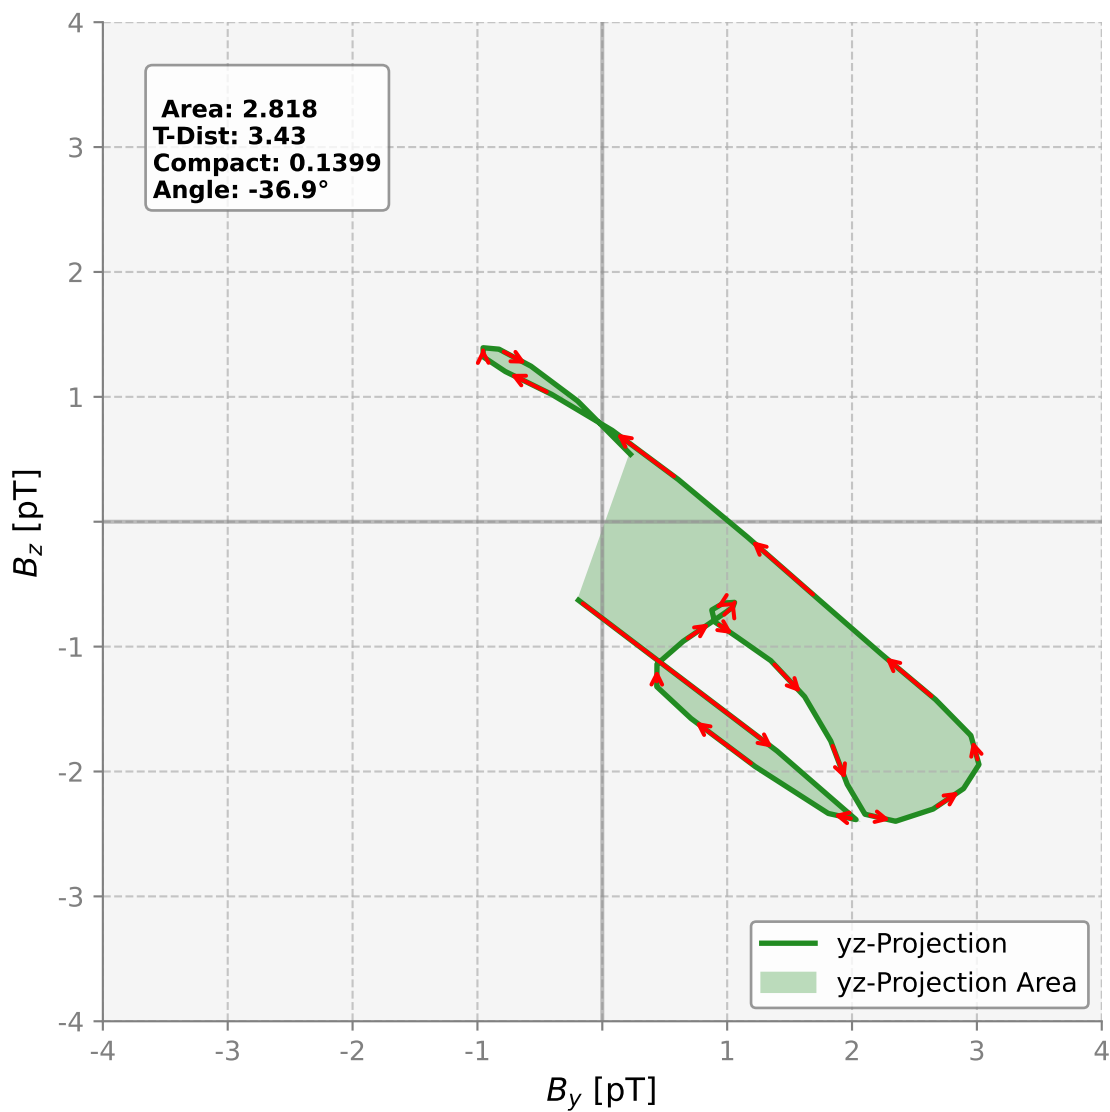 4
3
2
1
-1
-2
-3
-4
-4
-3
-2
-1
1
2
3
4
B_z [pT]
B_y [pT]
Area: 2.818
T-Dist: 3.43
Compact: 0.1399
Angle: -36.9°
yz-Projection
yz-Projection Area